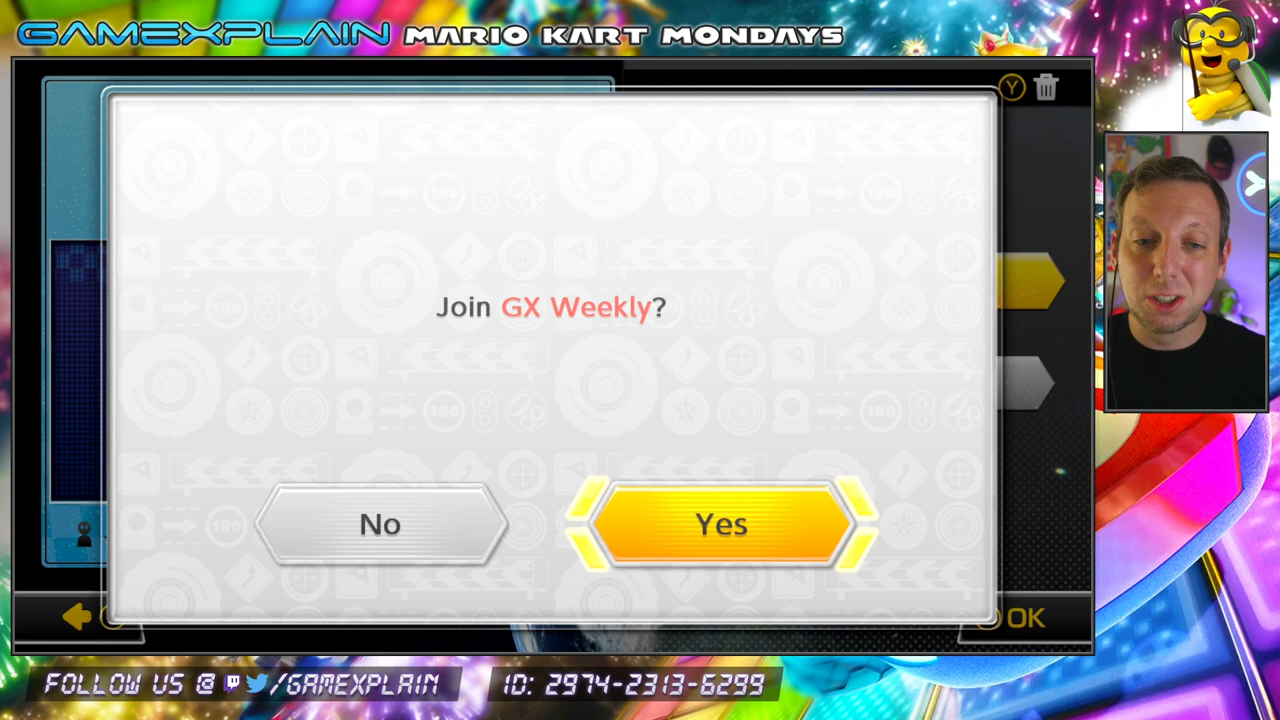 GAMEXPLAIN MARIO KART MONDAYS
Y
Join GX Weekly?
No
Yes
OK
FOLLOW US @ /GAMEXPLAIN
ID: 2974-2313-6299